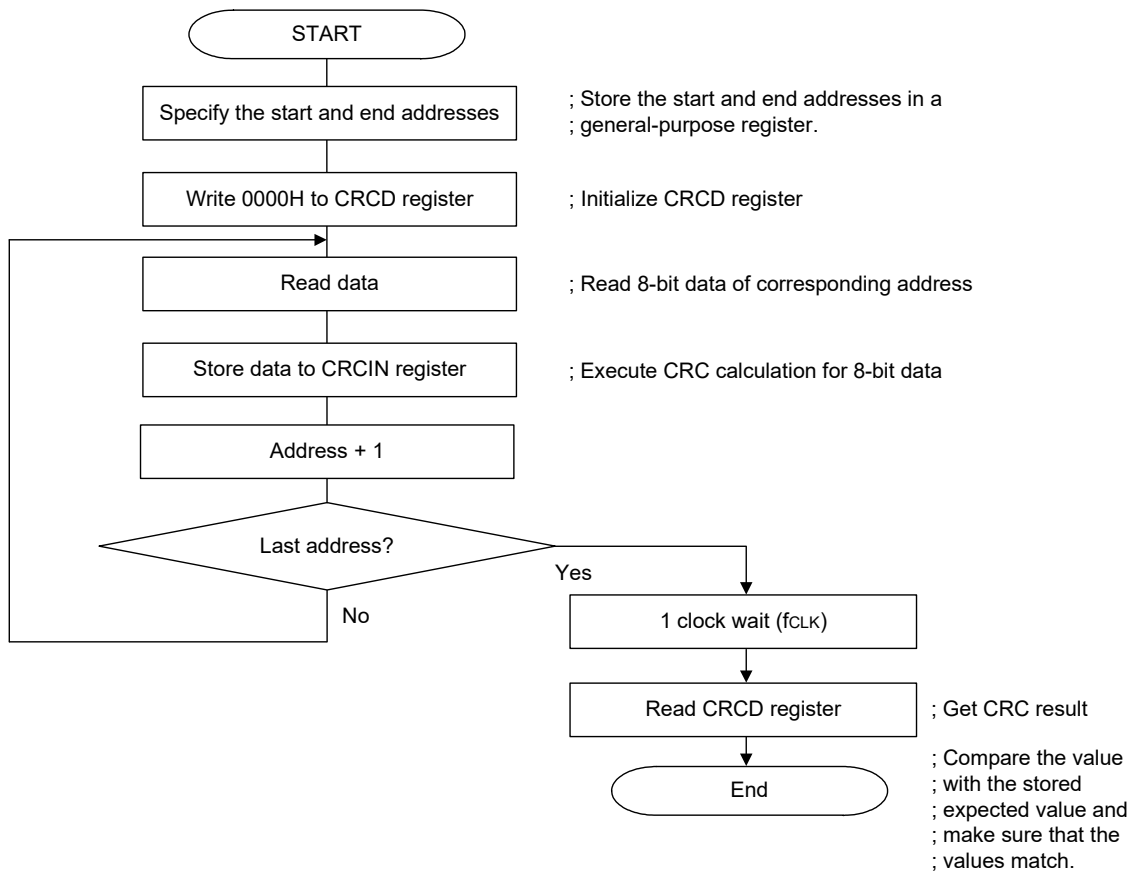 START
Specify the start and end addresses
; Store the start and end addresses in a
; general-purpose register.
Write 0000H to CRCD register
; Initialize CRCD register
Read data
; Read 8-bit data of corresponding address
Store data to CRCIN register
; Execute CRC calculation for 8-bit data
Address + 1
Last address?
Yes
No
1 clock wait (fCLK)
Read CRCD register
; Get CRC result
End
; Compare the value
; with the stored
; expected value and
; make sure that the
; values match.